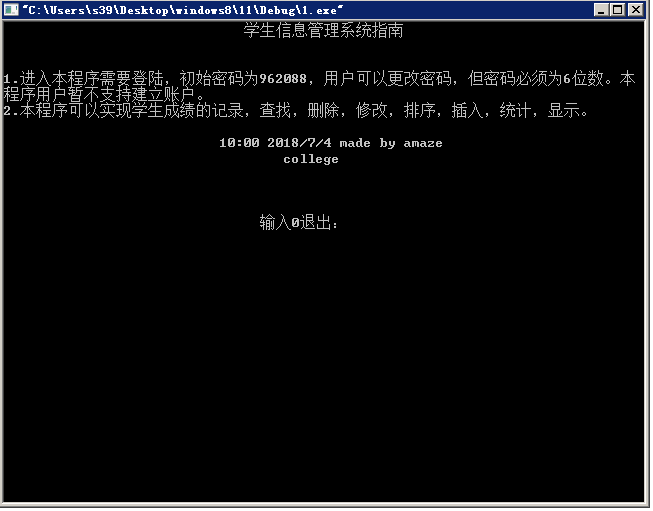 "C:\Users\s39\Desktop\windows8\11\Debug\1.exe"
学生信息管理系统指南
1.进入本程序需要登陆，初始密码为962088，用户可以更改密码，但密码必须为6位数。本
程序用户暂不支持建立账户。
2.本程序可以实现学生成绩的记录，查找，删除，修改，排序，插入，统计，显示。
10:00 2018/7/4 made by amaze
college
输入0退出：